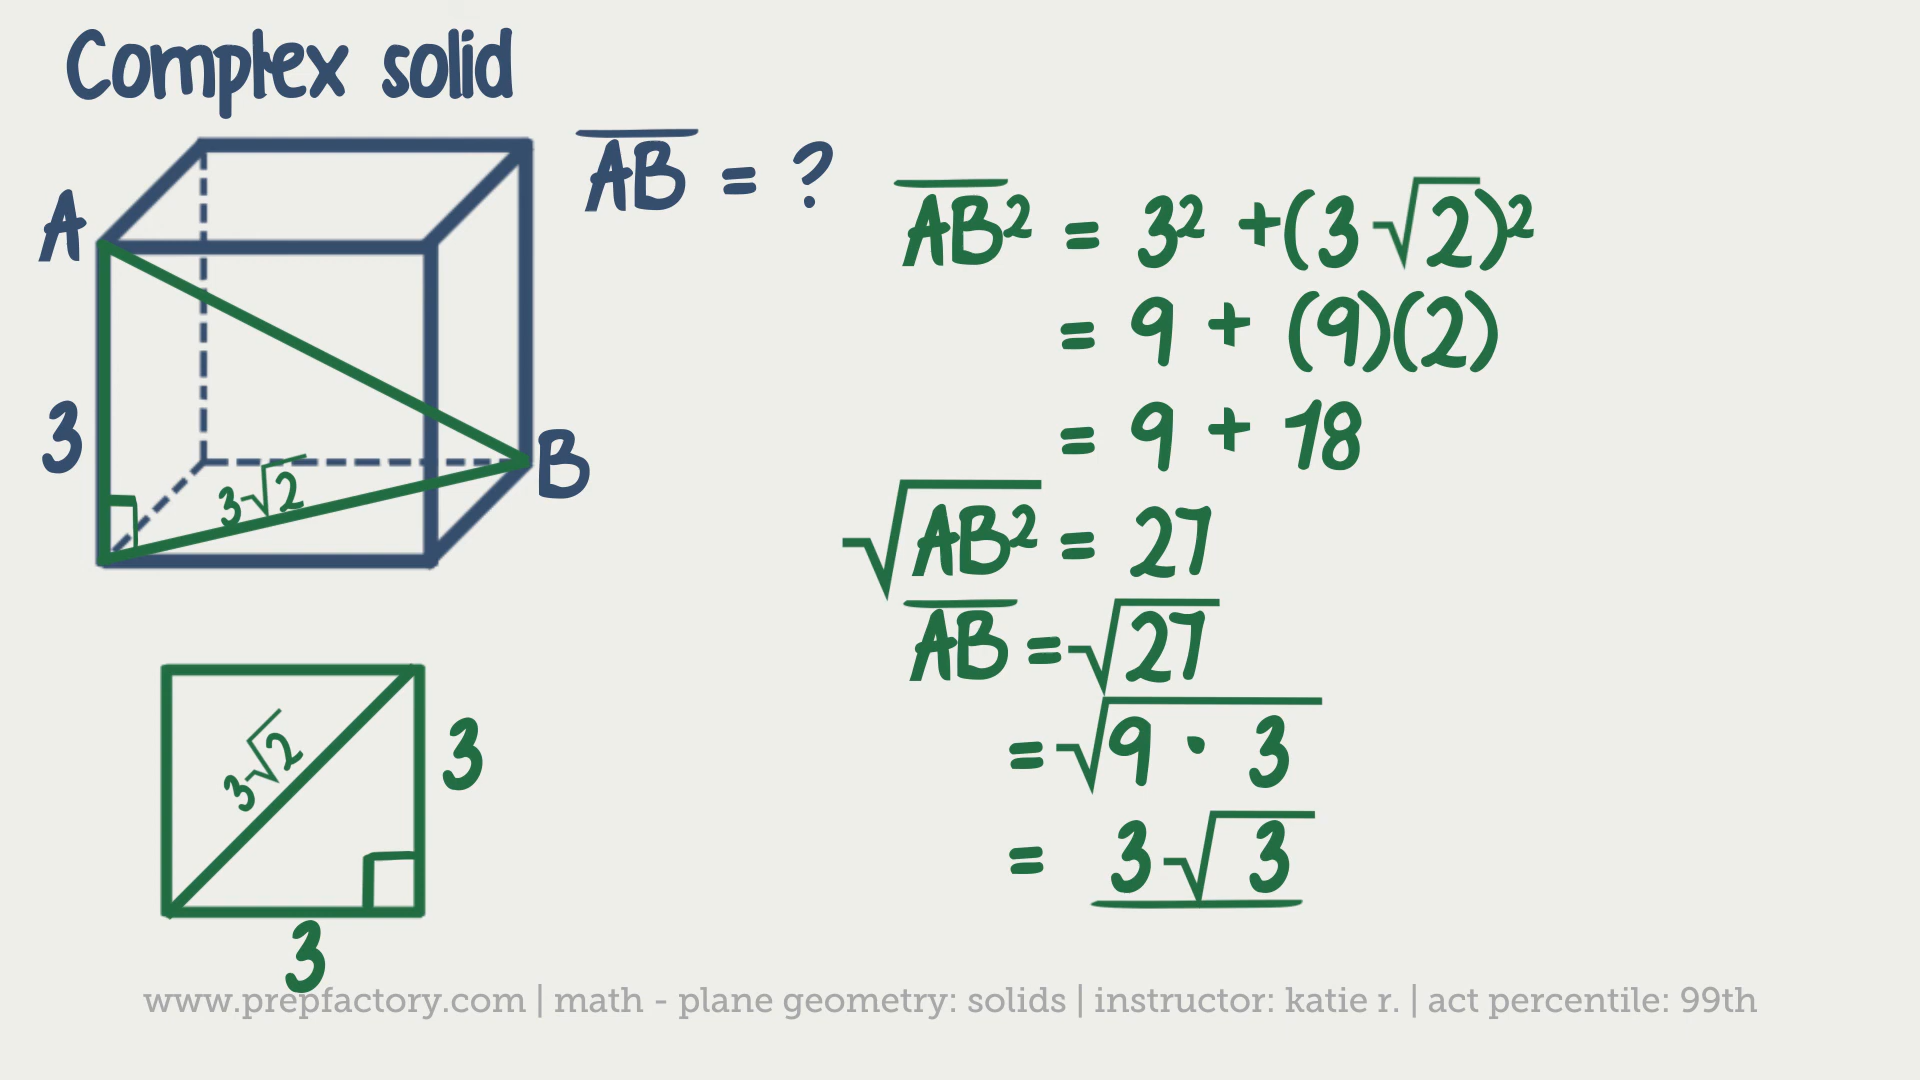 Complex solid
AB = ?
A
3
B
3√2
3√2
3
3
AB² = 3² + (3√2)²
= 9 + (9)(2)
= 9 + 18
√AB² = 27
AB = √27
= √9 · 3
= 3√3
www.prepfactory.com | math - plane geometry: solids | instructor: katie r. | act percentile: 99th